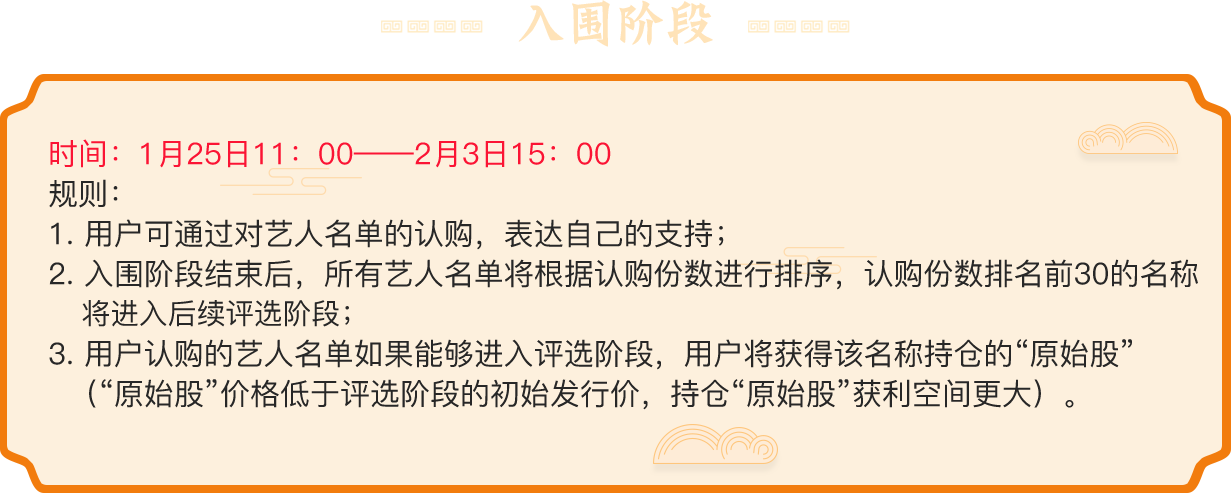 入围阶段
时间：1月25日11：00——2月3日15：00
规则：
1. 用户可通过对艺人名单的认购，表达自己的支持；
2. 入围阶段结束后，所有艺人名单将根据认购份数进行排序，认购份数排名前30的名称
将进入后续评选阶段；
3. 用户认购的艺人名单如果能够进入评选阶段，用户将获得该名称持仓的“原始股”
（“原始股”价格低于评选阶段的初始发行价，持仓“原始股”获利空间更大）。